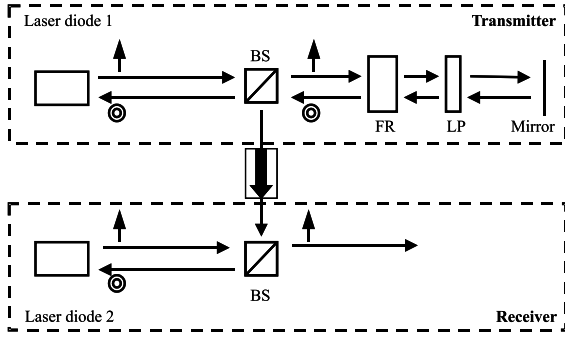 Laser diode 1
Transmitter
BS
FR
LP
Mirror
BS
Laser diode 2
Receiver